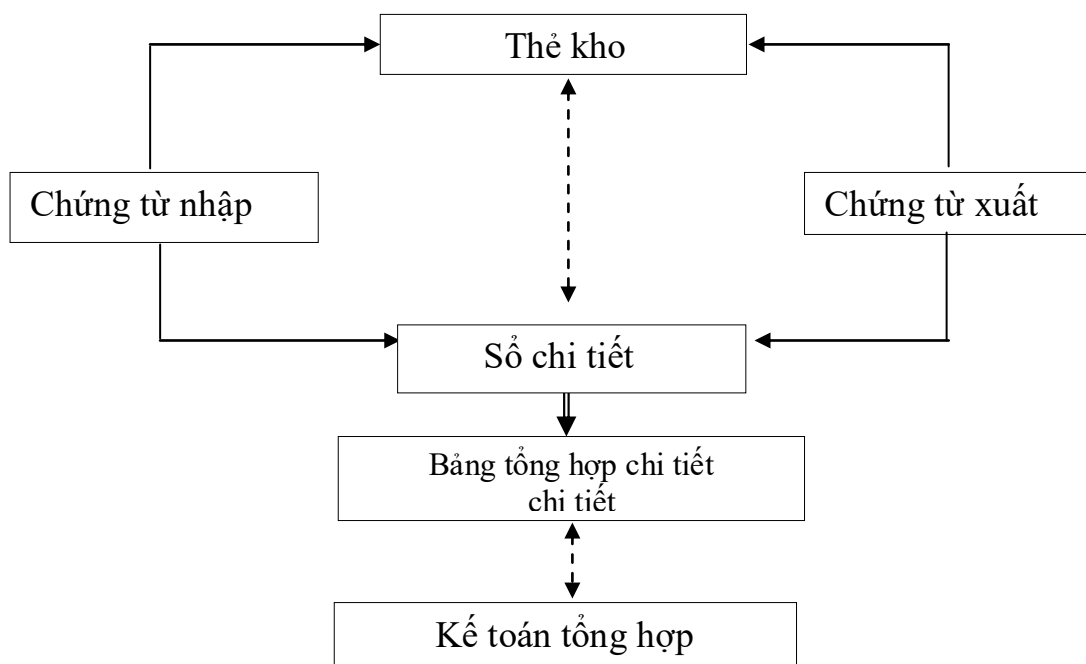 Thẻ kho
Chứng từ nhập
Chứng từ xuất
Sổ chi tiết
Bảng tổng hợp chi tiết
chi tiết
Kế toán tổng hợp